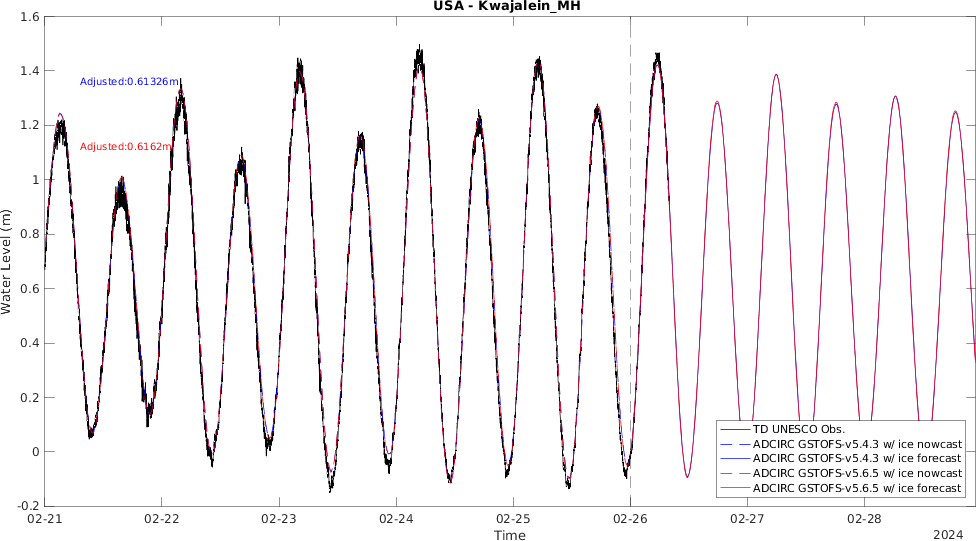 USA - Kwajalein_MH
1.6
1.4
1.2
1
0.8
0.6
0.4
0.2
0
-0.2
Water Level (m)
Adjusted:0.61326m
Adjusted:0.6162m
TD UNESCO Obs.
ADCIRC GSTOFS-v5.4.3 w/ ice nowcast
ADCIRC GSTOFS-v5.4.3 w/ ice forecast
ADCIRC GSTOFS-v5.6.5 w/ ice nowcast
ADCIRC GSTOFS-v5.6.5 w/ ice forecast
02-21 02-22 02-23 02-24 02-25 02-26 02-27 02-28
Time
2024